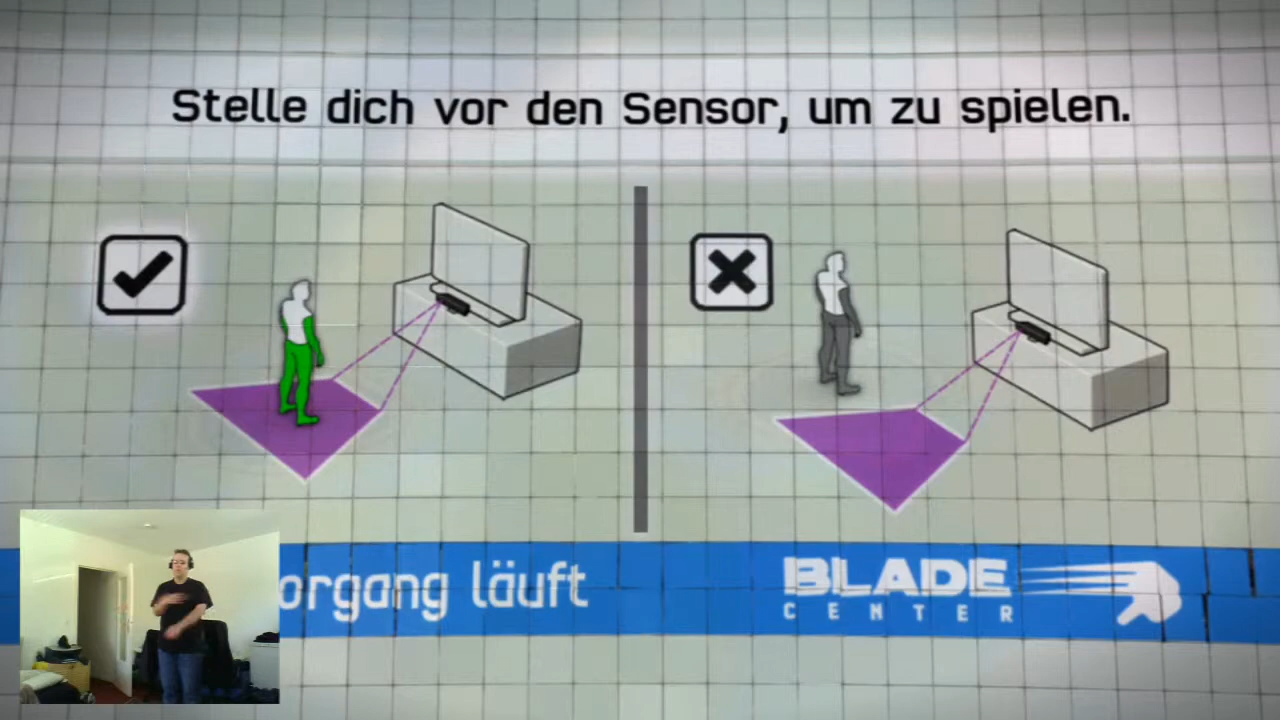 Stelle dich vor den Sensor, um zu spielen.
organg läuft
BLADE
CENTER